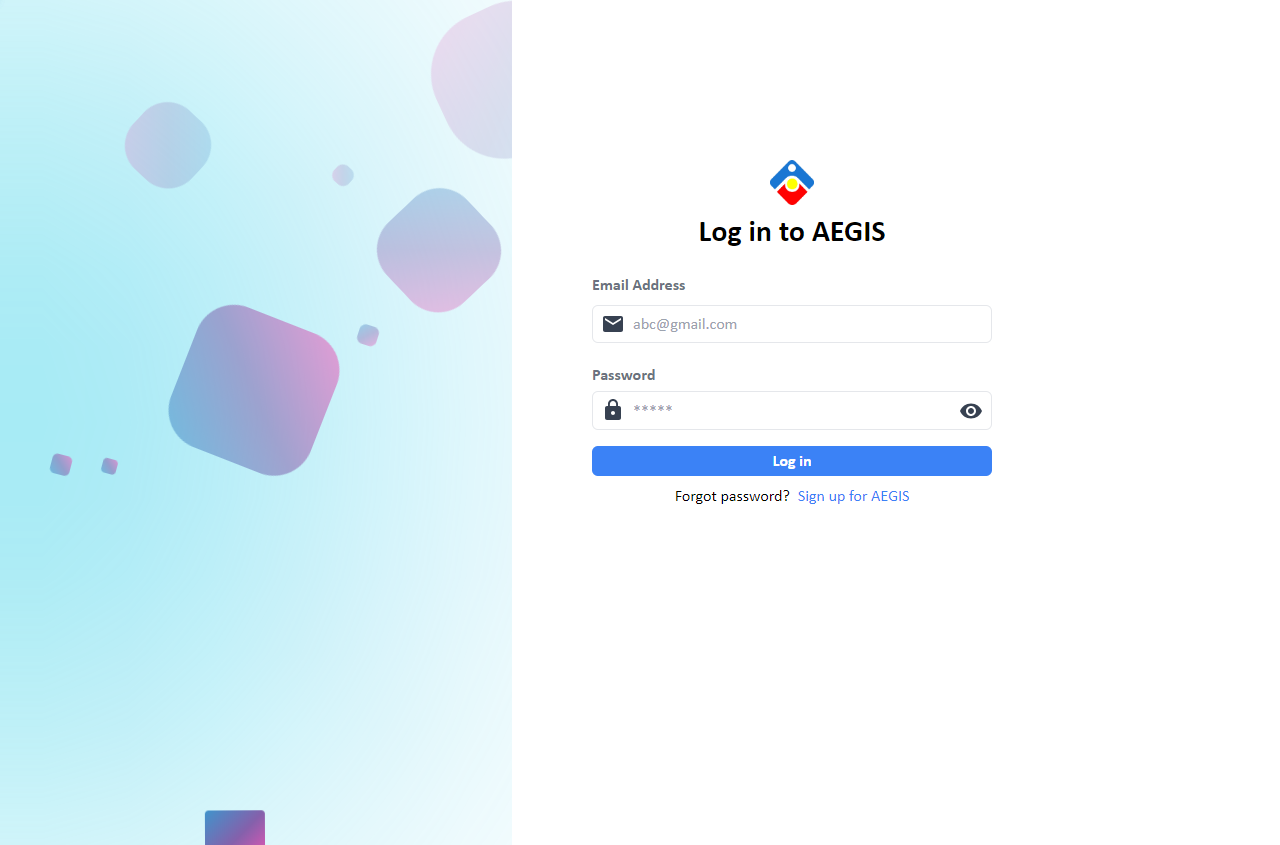 Log in to AEGIS
Email Address
abc@gmail.com
Password
*****
Log in
Forgot password? Sign up for AEGIS